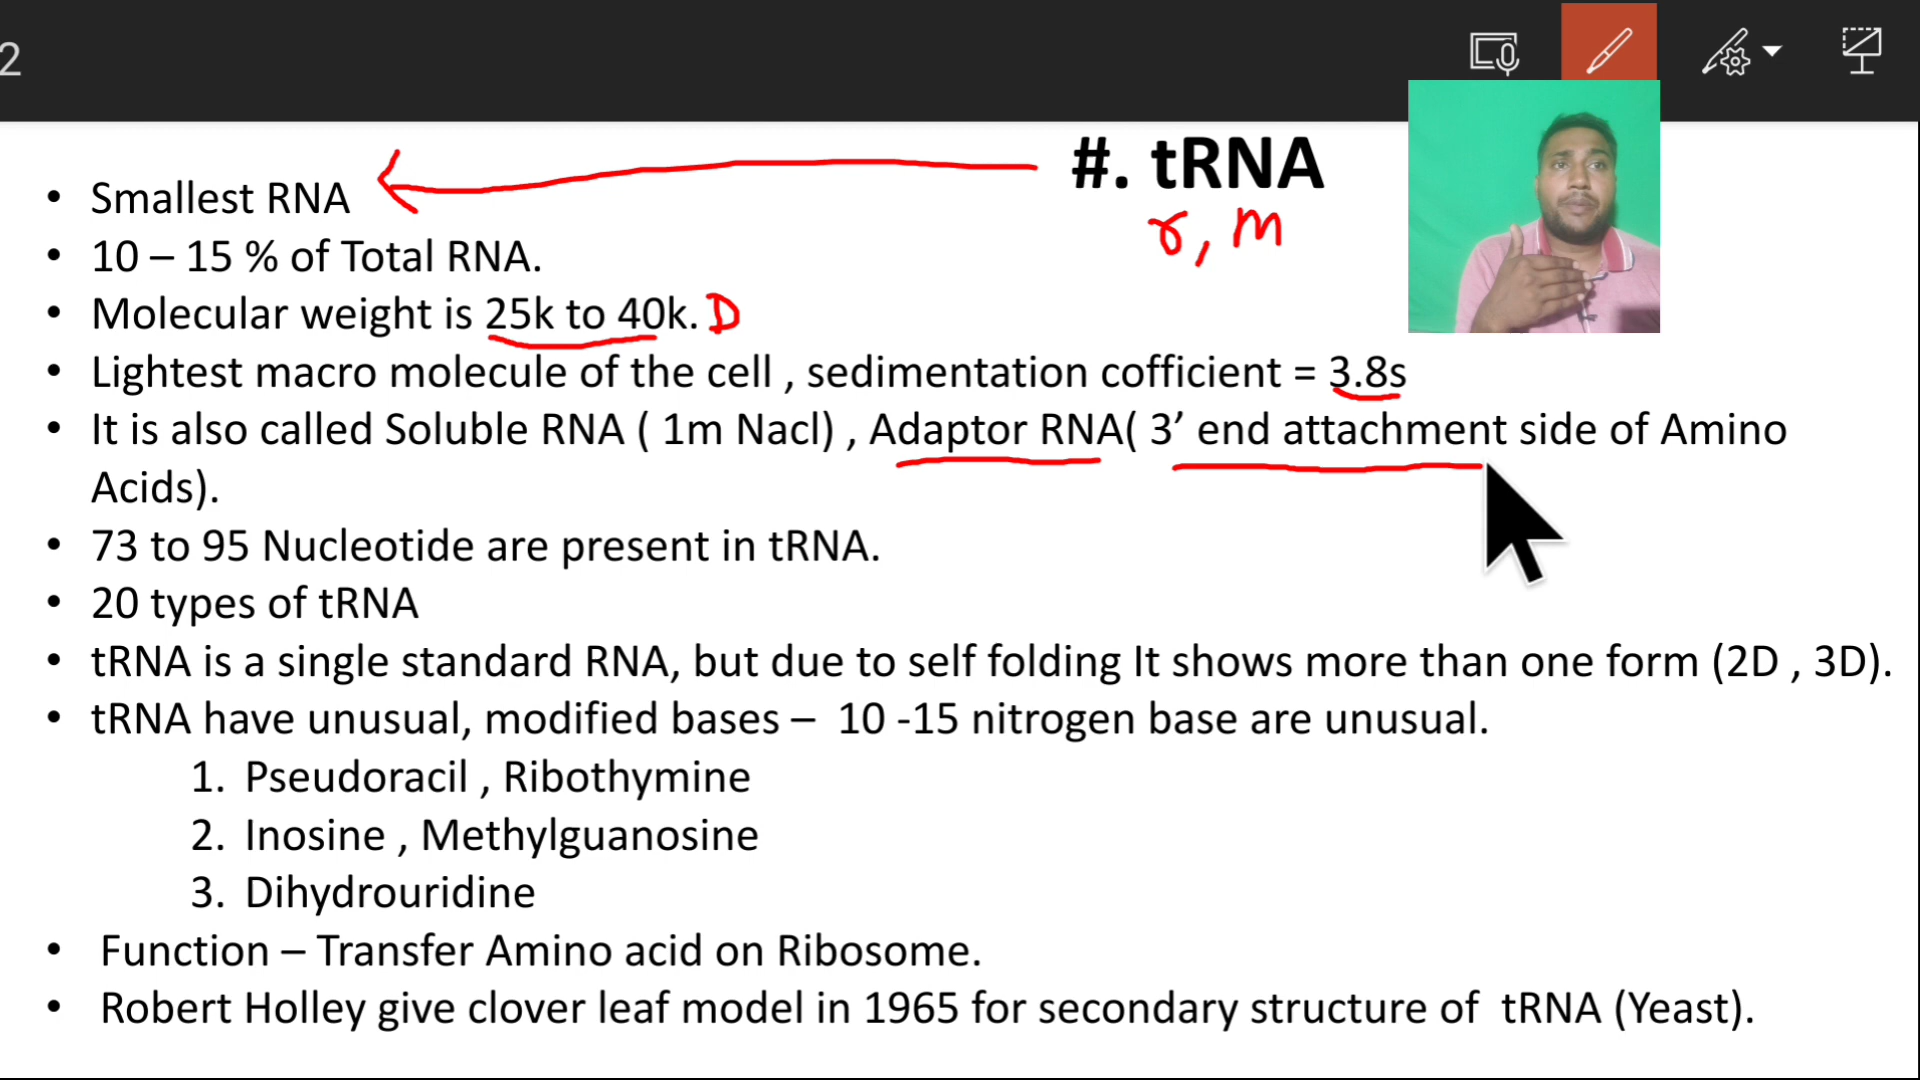 2
#. tRNA
r, m
• Smallest RNA
• 10 – 15 % of Total RNA.
• Molecular weight is 25k to 40k. D
• Lightest macro molecule of the cell , sedimentation cofficient = 3.8s
• It is also called Soluble RNA ( 1m Nacl) , Adaptor RNA( 3’ end attachment side of Amino
Acids).
• 73 to 95 Nucleotide are present in tRNA.
• 20 types of tRNA
• tRNA is a single standard RNA, but due to self folding It shows more than one form (2D , 3D).
• tRNA have unusual, modified bases – 10 -15 nitrogen base are unusual.
1. Pseudoracil , Ribothymine
2. Inosine , Methylguanosine
3. Dihydrouridine
• Function – Transfer Amino acid on Ribosome.
• Robert Holley give clover leaf model in 1965 for secondary structure of tRNA (Yeast).